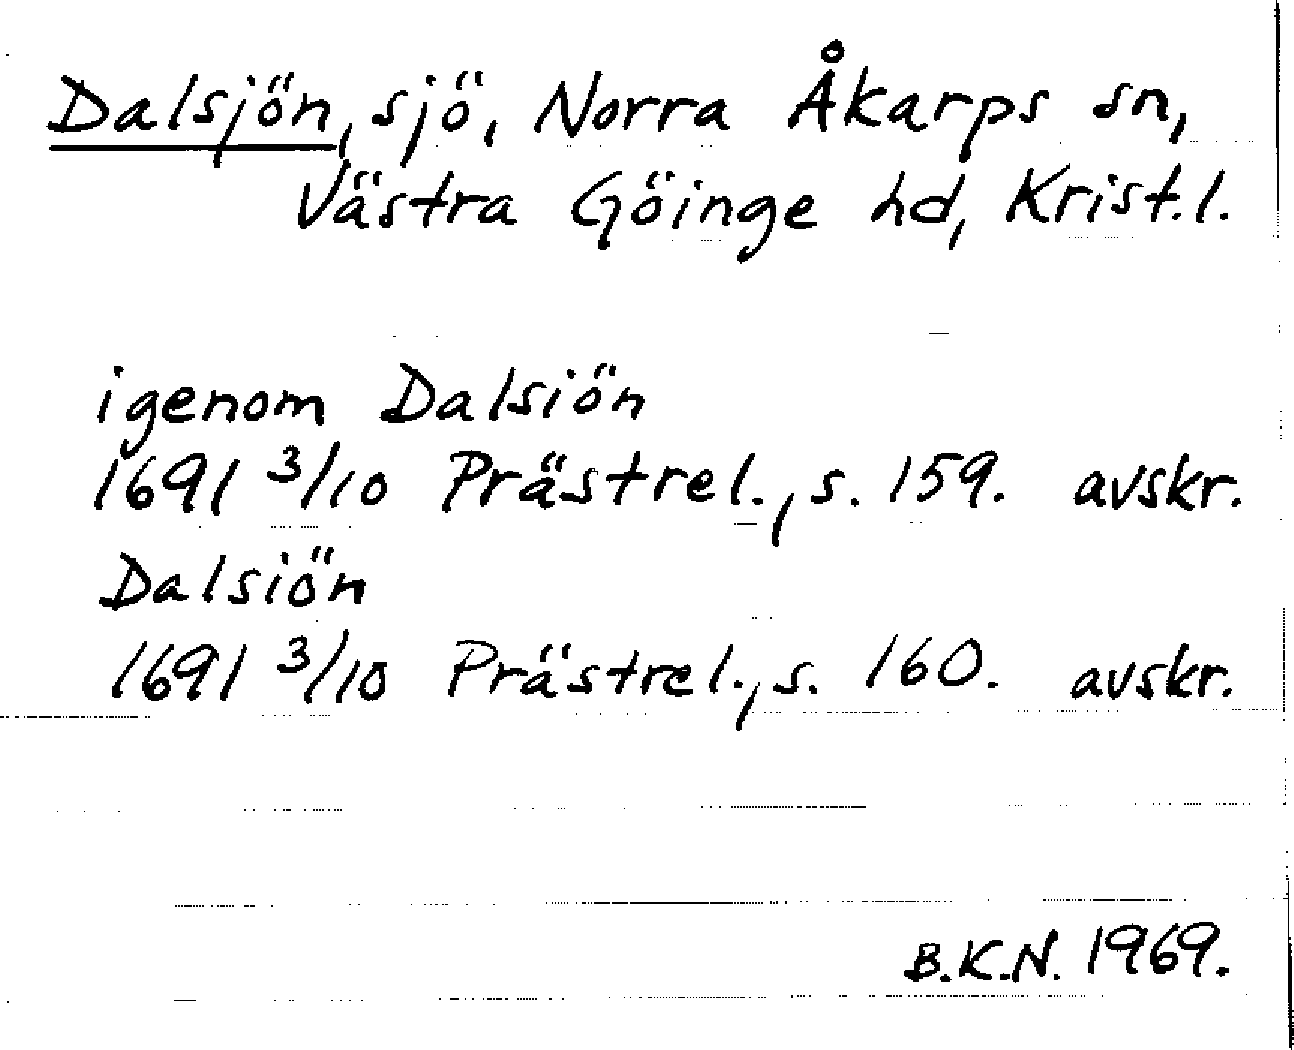 Dalsjön, sjö, Norra Åkarps sn,
Västra Göinge hd, Krist.l.
igenom Dalsiön
1691 3/10 Prästrel., s. 159. avskr.
Dalsiön
1691 3/10 Prästrel., s. 160. avskr.
B.K.N. 1969.